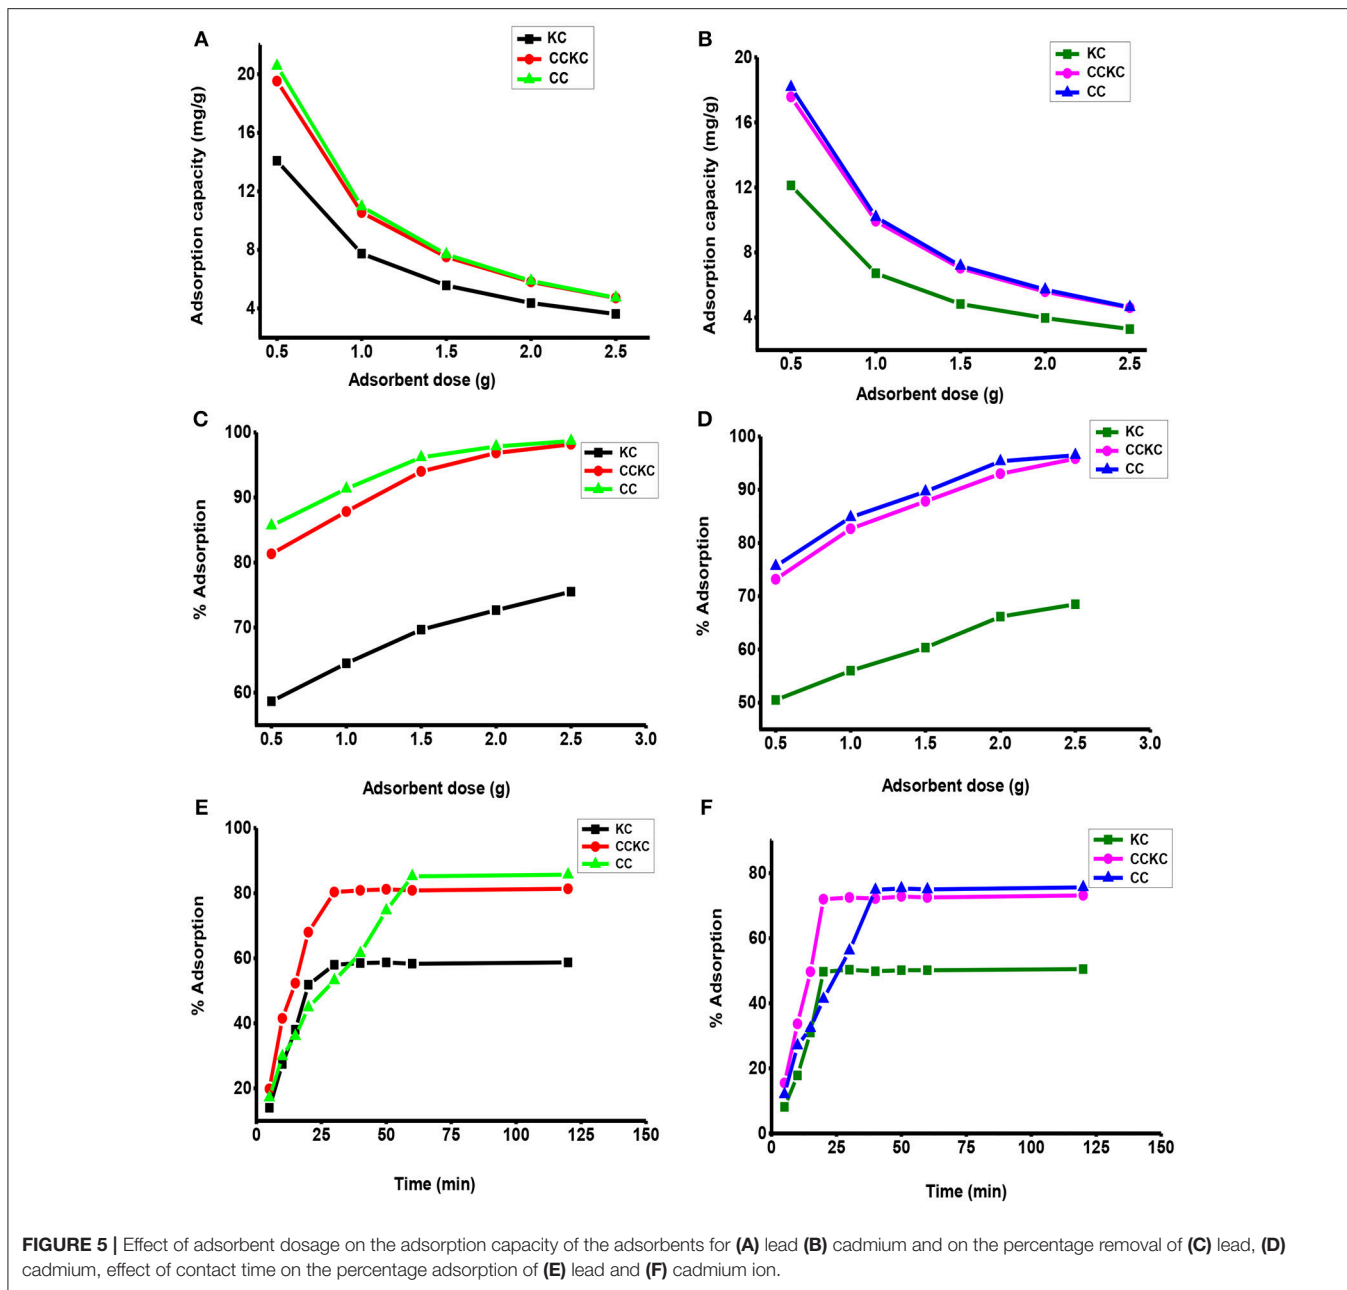 A
KC
CCKC
CC
20
16
12
8
4
Adsorption capacity (mg/g)
0.5 1.0 1.5 2.0 2.5
Adsorbent dose (g)
B
KC
CCKC
CC
20
16
12
8
4
Adsorption capacity (mg/g)
0.5 1.0 1.5 2.0 2.5
Adsorbent dose (g)
C
KC
CCKC
CC
100
90
80
70
60
% Adsorption
0.5 1.0 1.5 2.0 2.5 3.0
Adsorbent dose (g)
D
KC
CCKC
CC
100
90
80
70
60
50
% Adsorption
0.5 1.0 1.5 2.0 2.5 3.0
Adsorbent dose (g)
E
KC
CCKC
CC
100
80
60
40
20
% Adsorption
0 25 50 75 100 125 150
Time (min)
F
KC
CCKC
CC
80
60
40
20
0
% Adsorption
0 25 50 75 100 125 150
Time (min)
FIGURE 5 | Effect of adsorbent dosage on the adsorption capacity of the adsorbents for (A) lead (B) cadmium and on the percentage removal of (C) lead, (D)
cadmium, effect of contact time on the percentage adsorption of (E) lead and (F) cadmium ion.